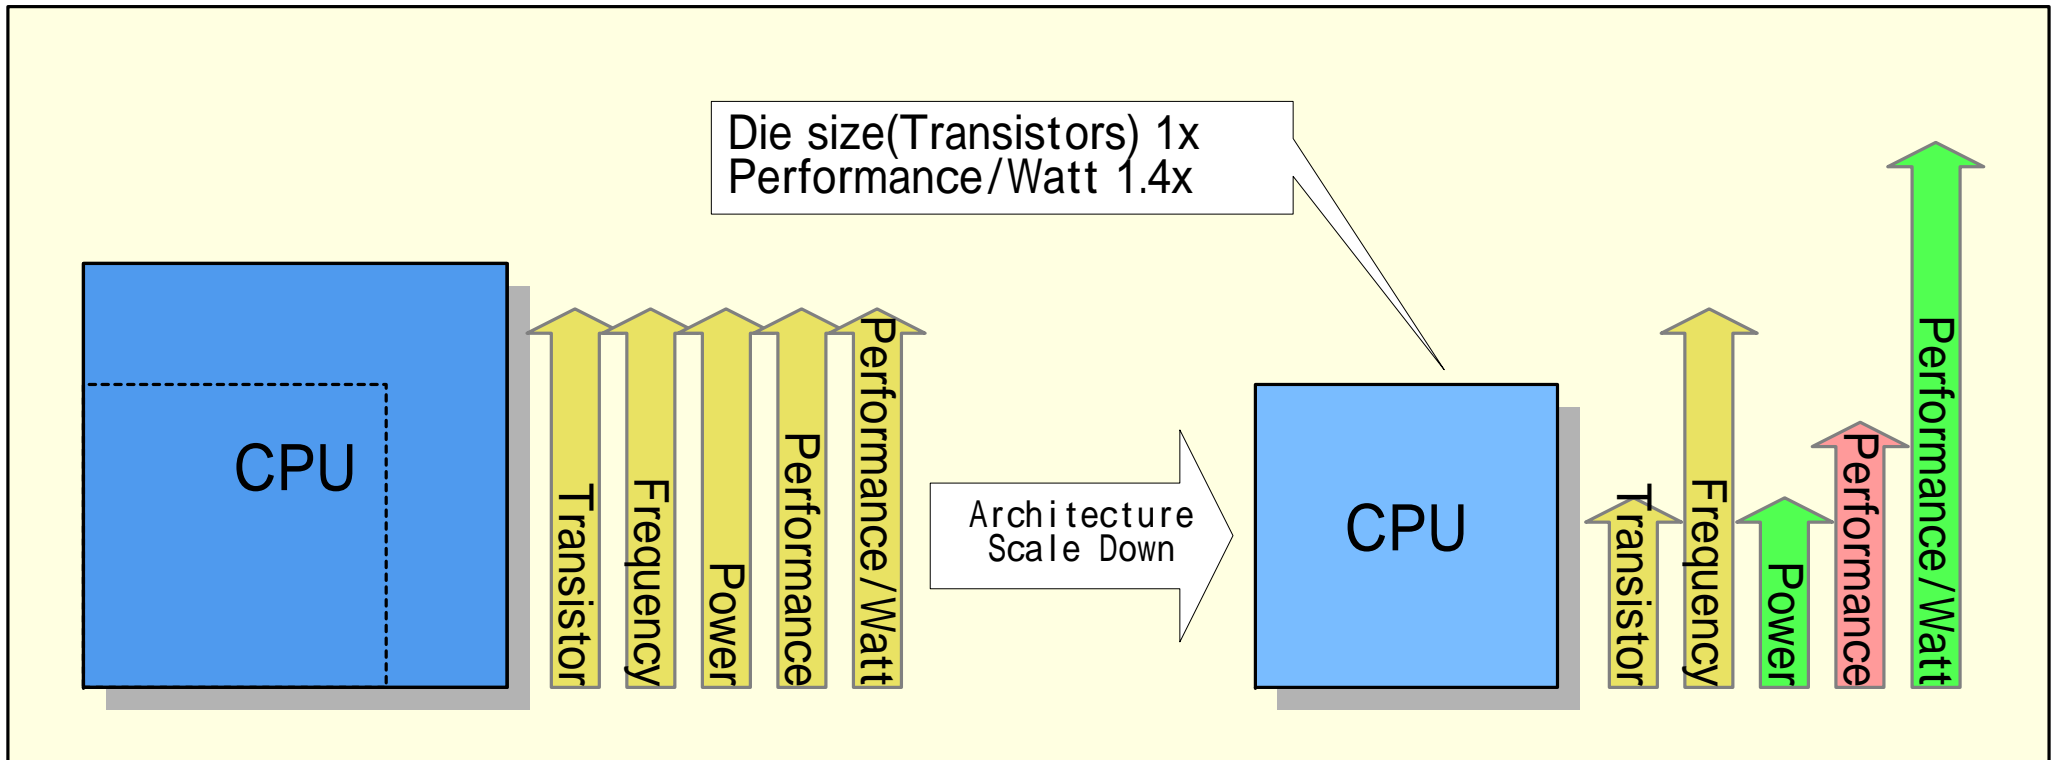 Die size(Transistors) 1x
Performance/Watt 1.4x
CPU
Transistor
Frequency
Power
Performance
Performance/Watt
Architecture
Scale Down
CPU
Transistor
Frequency
Power
Performance
Performance/Watt